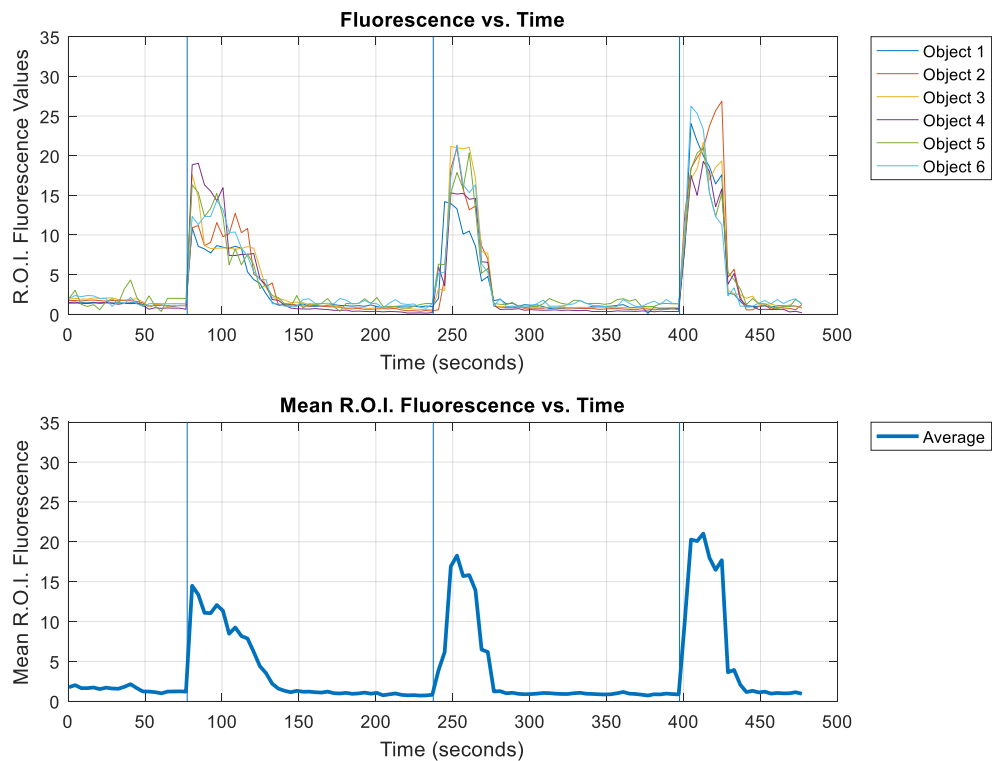 Fluorescence vs. Time
35
30
25
20
15
10
5
0
R.O.I. Fluorescence Values
0 50 100 150 200 250 300 350 400 450 500
Time (seconds)
Object 1
Object 2
Object 3
Object 4
Object 5
Object 6
Mean R.O.I. Fluorescence vs. Time
35
30
25
20
15
10
5
0
Mean R.O.I. Fluorescence
0 50 100 150 200 250 300 350 400 450 500
Time (seconds)
Average